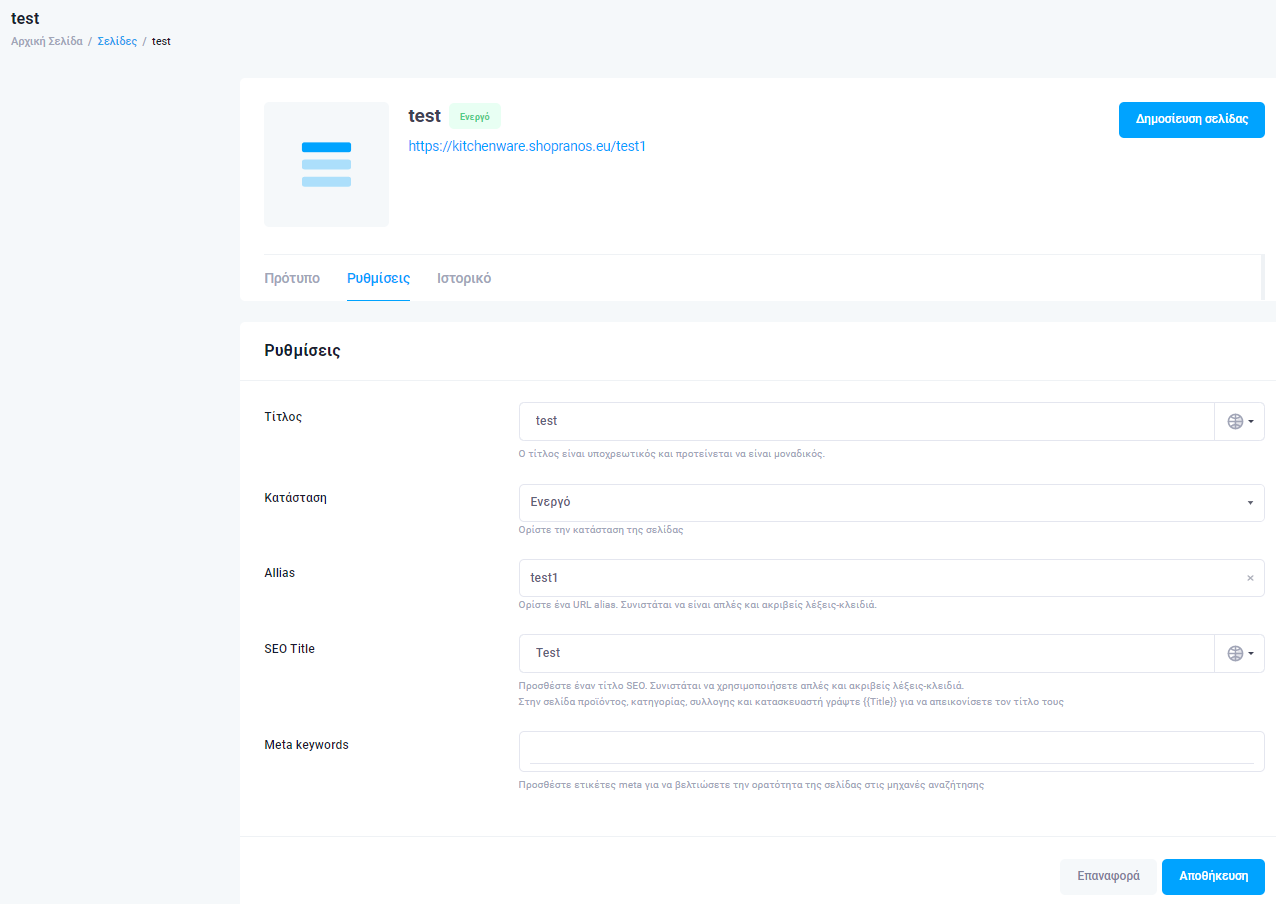 test
Αρχική Σελίδα / Σελίδες / test
test Ενεργό
Δημοσίευση σελίδας
https://kitchenware.shopranos.eu/test1
Πρότυπο Ρυθμίσεις Ιστορικό
Ρυθμίσεις
Τίτλος
test
Ο τίτλος είναι υποχρεωτικός και προτείνεται να είναι μοναδικός.
Κατάσταση
Ενεργό
Ορίστε την κατάσταση της σελίδας
Allias
test1 ×
Ορίστε ένα URL alias. Συνιστάται να είναι απλές και ακριβείς λέξεις-κλειδιά.
SEO Title
Test
Προσθέστε έναν τίτλο SEO. Συνιστάται να χρησιμοποιήσετε απλές και ακριβείς λέξεις-κλειδιά.
Στην σελίδα προϊόντος, κατηγορίας, συλλογης και κατασκευαστή γράψτε {{Title}} για να απεικονίσετε τον τίτλο τους
Meta keywords
Προσθέστε ετικέτες meta για να βελτιώσετε την ορατότητα της σελίδας στις μηχανές αναζήτησης
Επαναφορά Αποθήκευση